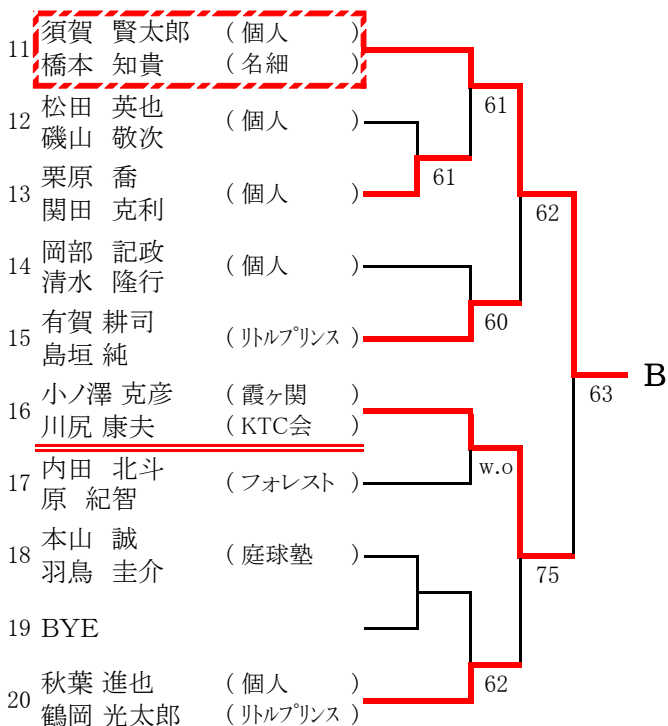 11 須賀 賢太郎 (個人)
橋本 知貴 (名細)
61
12 松田 英也 (個人)
磯山 敬次
61
13 栗原 喬 (個人)
関田 克利
62
14 岡部 記政 (個人)
清水 隆行
60
15 有賀 耕司 (リトルプリンス)
島垣 純
63 B
16 小ノ澤 克彦 (霞ヶ関)
川尻 康夫 (KTC会)
w.o
17 内田 北斗 (フォレスト)
原 紀智
18 本山 誠 (庭球塾)
羽鳥 圭介
75
19 BYE
62
20 秋葉 進也 (個人)
鶴岡 光太郎 (リトルプリンス)